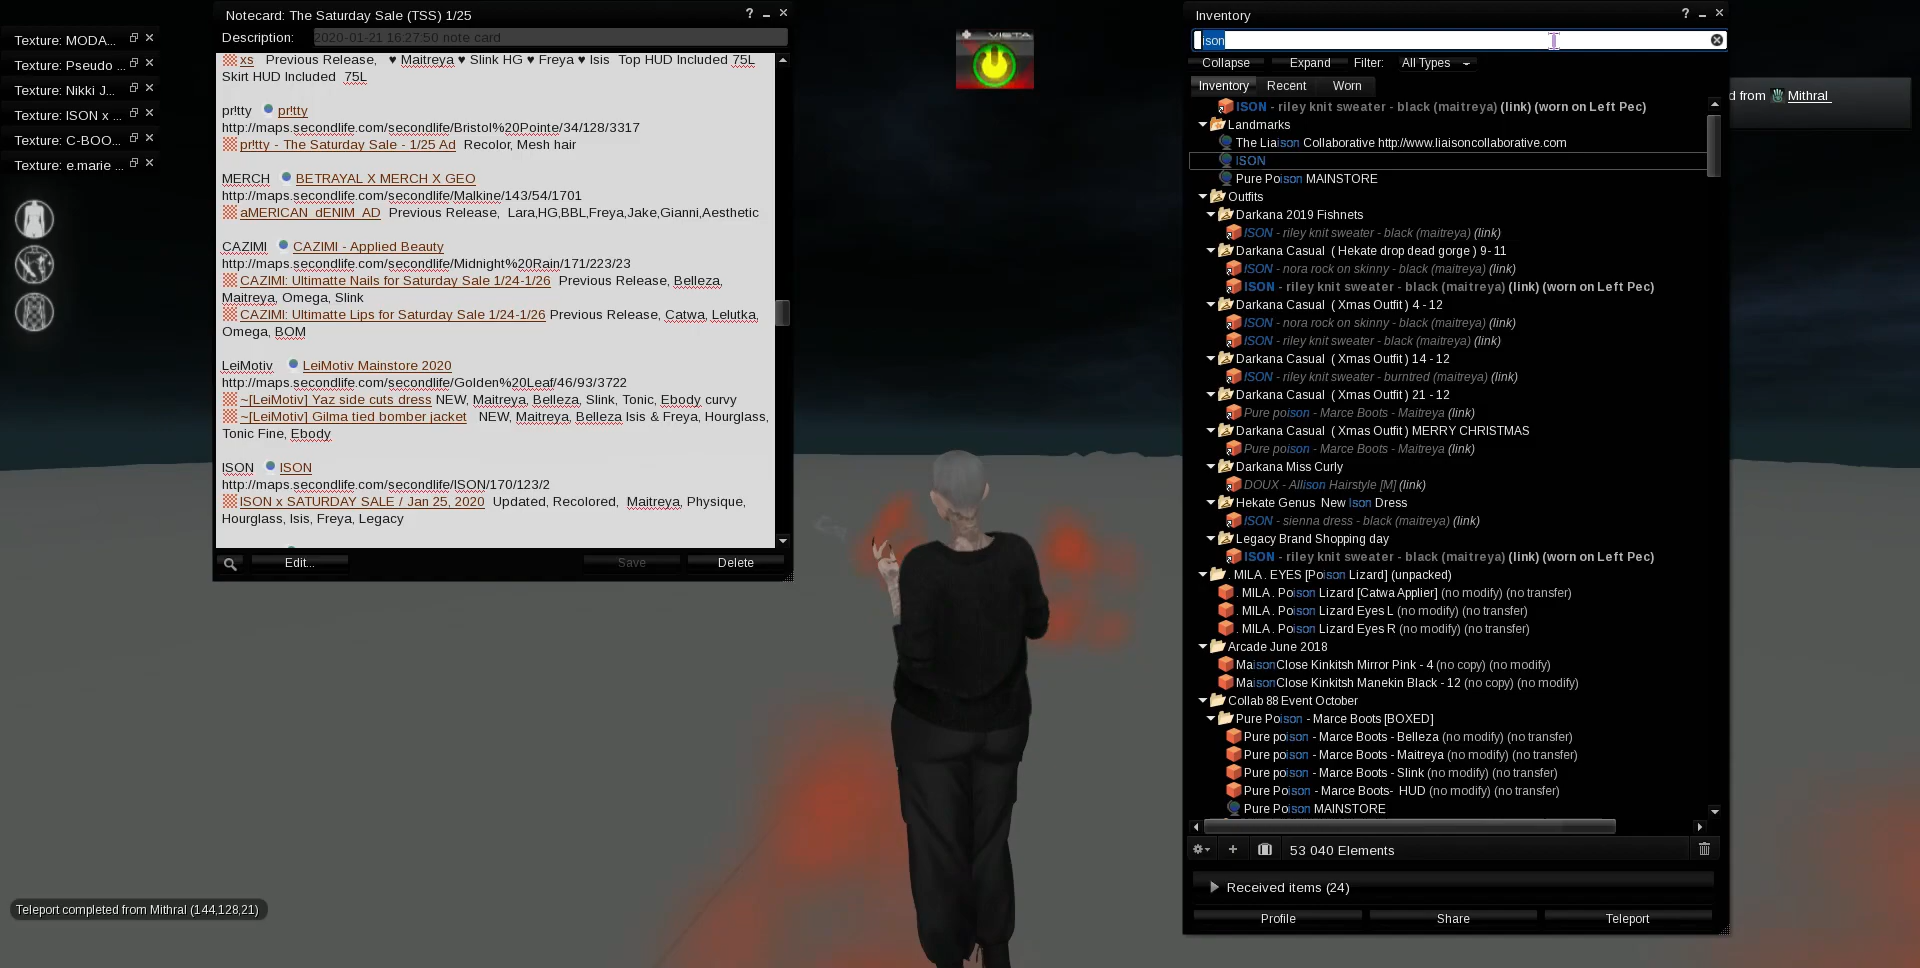 Texture: MODA...
Texture: Pseudo ...
Texture: Nikki J...
Texture: ISON x ...
Texture: C-BOO...
Texture: e.marie ...
Notecard: The Saturday Sale (TSS) 1/25
Description: 2020-01-21 16:27:50 note card
xs Previous Release, ♥ Maitreya ♥ Slink HG ♥ Freya ♥ Isis Top HUD Included 75L
Skirt HUD Included 75L
pr!tty pr!tty
http://maps.secondlife.com/secondlife/Bristol%20Pointe/34/128/3317
pr!tty - The Saturday Sale - 1/25 Ad Recolor, Mesh hair
MERCH BETRAYAL X MERCH X GEO
http://maps.secondlife.com/secondlife/Malkine/143/54/1701
aMERICAN_dENIM_AD Previous Release, Lara,HG,BBL,Freya,Jake,Gianni,Aesthetic
CAZIMI CAZIMI - Applied Beauty
http://maps.secondlife.com/secondlife/Midnight%20Rain/171/223/23
CAZIMI: Ultimatte Nails for Saturday Sale 1/24-1/26 Previous Release, Belleza,
Maitreya, Omega, Slink
CAZIMI: Ultimatte Lips for Saturday Sale 1/24-1/26 Previous Release, Catwa, Lelutka,
Omega, BOM
LeiMotiv LeiMotiv Mainstore 2020
http://maps.secondlife.com/secondlife/Golden%20Leaf/46/93/3722
~[LeiMotiv] Yaz side cuts dress NEW, Maitreya, Belleza, Slink, Tonic, Ebody curvy
~[LeiMotiv] Gilma tied bomber jacket NEW, Maitreya, Belleza Isis & Freya, Hourglass,
Tonic Fine, Ebody
ISON ISON
http://maps.secondlife.com/secondlife/ISON/170/123/2
ISON x SATURDAY SALE / Jan 25, 2020 Updated, Recolored, Maitreya, Physique,
Hourglass, Isis, Freya, Legacy
Edit... Save Delete
VISTA
Inventory
ison
Collapse Expand Filter: All Types
Inventory Recent Worn
ISON - riley knit sweater - black (maitreya) (link) (worn on Left Pec)
Landmarks
The Liaison Collaborative http://www.liaisoncollaborative.com
ISON
Pure Poison MAINSTORE
Outfits
Darkana 2019 Fishnets
ISON - riley knit sweater - black (maitreya) (link)
Darkana Casual ( Hekate drop dead gorge ) 9- 11
ISON - nora rock on skinny - black (maitreya) (link)
ISON - riley knit sweater - black (maitreya) (link) (worn on Left Pec)
Darkana Casual ( Xmas Outfit ) 4 - 12
ISON - nora rock on skinny - black (maitreya) (link)
ISON - riley knit sweater - black (maitreya) (link)
Darkana Casual ( Xmas Outfit ) 14 - 12
ISON - riley knit sweater - burntred (maitreya) (link)
Darkana Casual ( Xmas Outfit ) 21 - 12
Pure poison - Marce Boots - Maitreya (link)
Darkana Casual ( Xmas Outfit ) MERRY CHRISTMAS
Pure poison - Marce Boots - Maitreya (link)
Darkana Miss Curly
DOUX - Allison Hairstyle [M] (link)
Hekate Genus New Ison Dress
ISON - sienna dress - black (maitreya) (link)
Legacy Brand Shopping day
ISON - riley knit sweater - black (maitreya) (link) (worn on Left Pec)
. MILA . EYES [Poison Lizard] (unpacked)
. MILA . Poison Lizard [Catwa Applier] (no modify) (no transfer)
. MILA . Poison Lizard Eyes L (no modify) (no transfer)
. MILA . Poison Lizard Eyes R (no modify) (no transfer)
Arcade June 2018
MaisonClose Kinkitsh Mirror Pink - 4 (no copy) (no modify)
MaisonClose Kinkitsh Manekin Black - 12 (no copy) (no modify)
Collab 88 Event October
Pure Poison - Marce Boots [BOXED]
Pure poison - Marce Boots - Belleza (no modify) (no transfer)
Pure poison - Marce Boots - Maitreya (no modify) (no transfer)
Pure poison - Marce Boots - Slink (no modify) (no transfer)
Pure Poison - Marce Boots- HUD (no modify) (no transfer)
Pure Poison MAINSTORE
53 040 Elements
Received items (24)
Profile Share Teleport
d from Mithral
Teleport completed from Mithral (144,128,21)